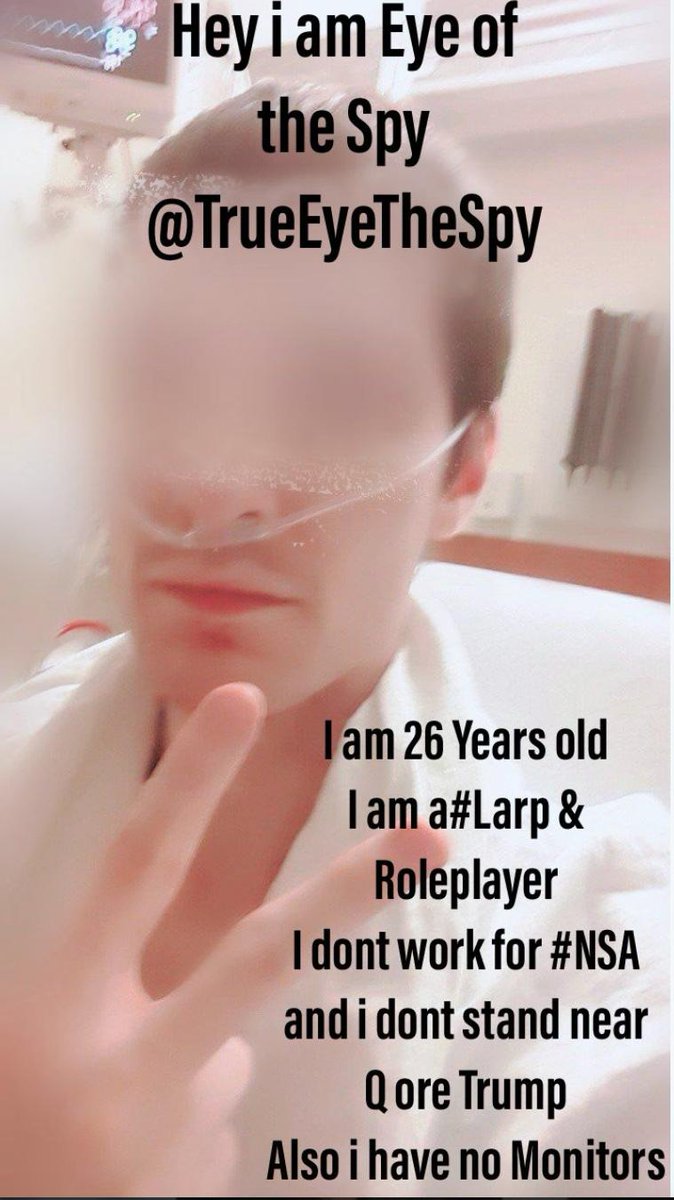 Hey i am Eye of
the Spy
@TrueEyeTheSpy
I am 26 Years old
I am a#Larp &
Roleplayer
I dont work for #NSA
and i dont stand near
Q ore Trump
Also i have no Monitors